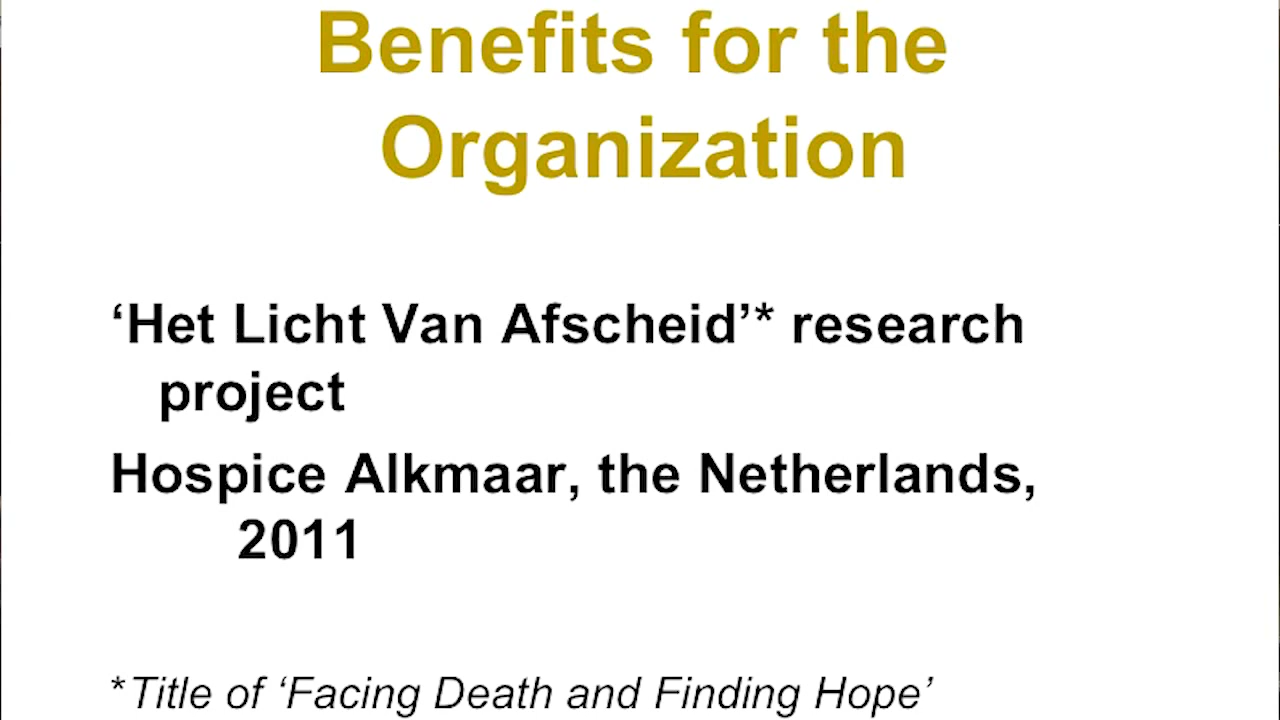 Benefits for the
Organization
‘Het Licht Van Afscheid’* research
project
Hospice Alkmaar, the Netherlands,
2011
*Title of ‘Facing Death and Finding Hope’